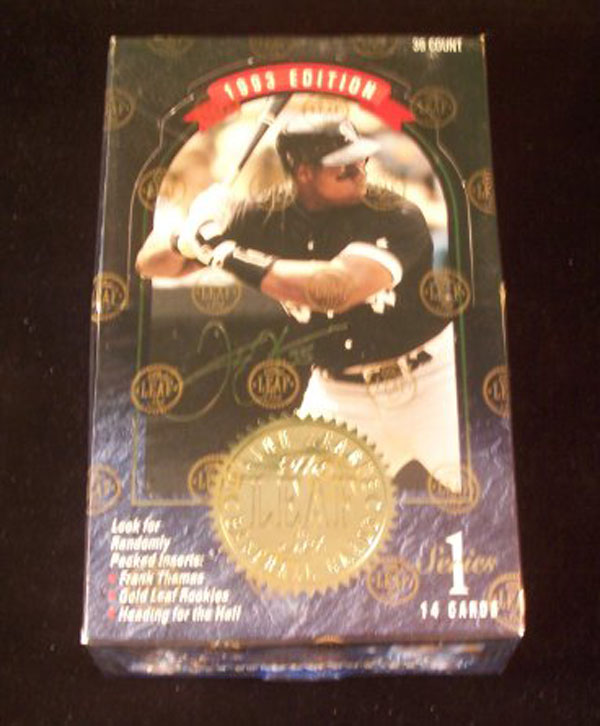 36 COUNT
1993 EDITION
LEAF
Look for
Randomly
Packed Inserts:
Frank Thomas
Gold Leaf Rookies
Heading for the Hall
Series 1
14 CARDS